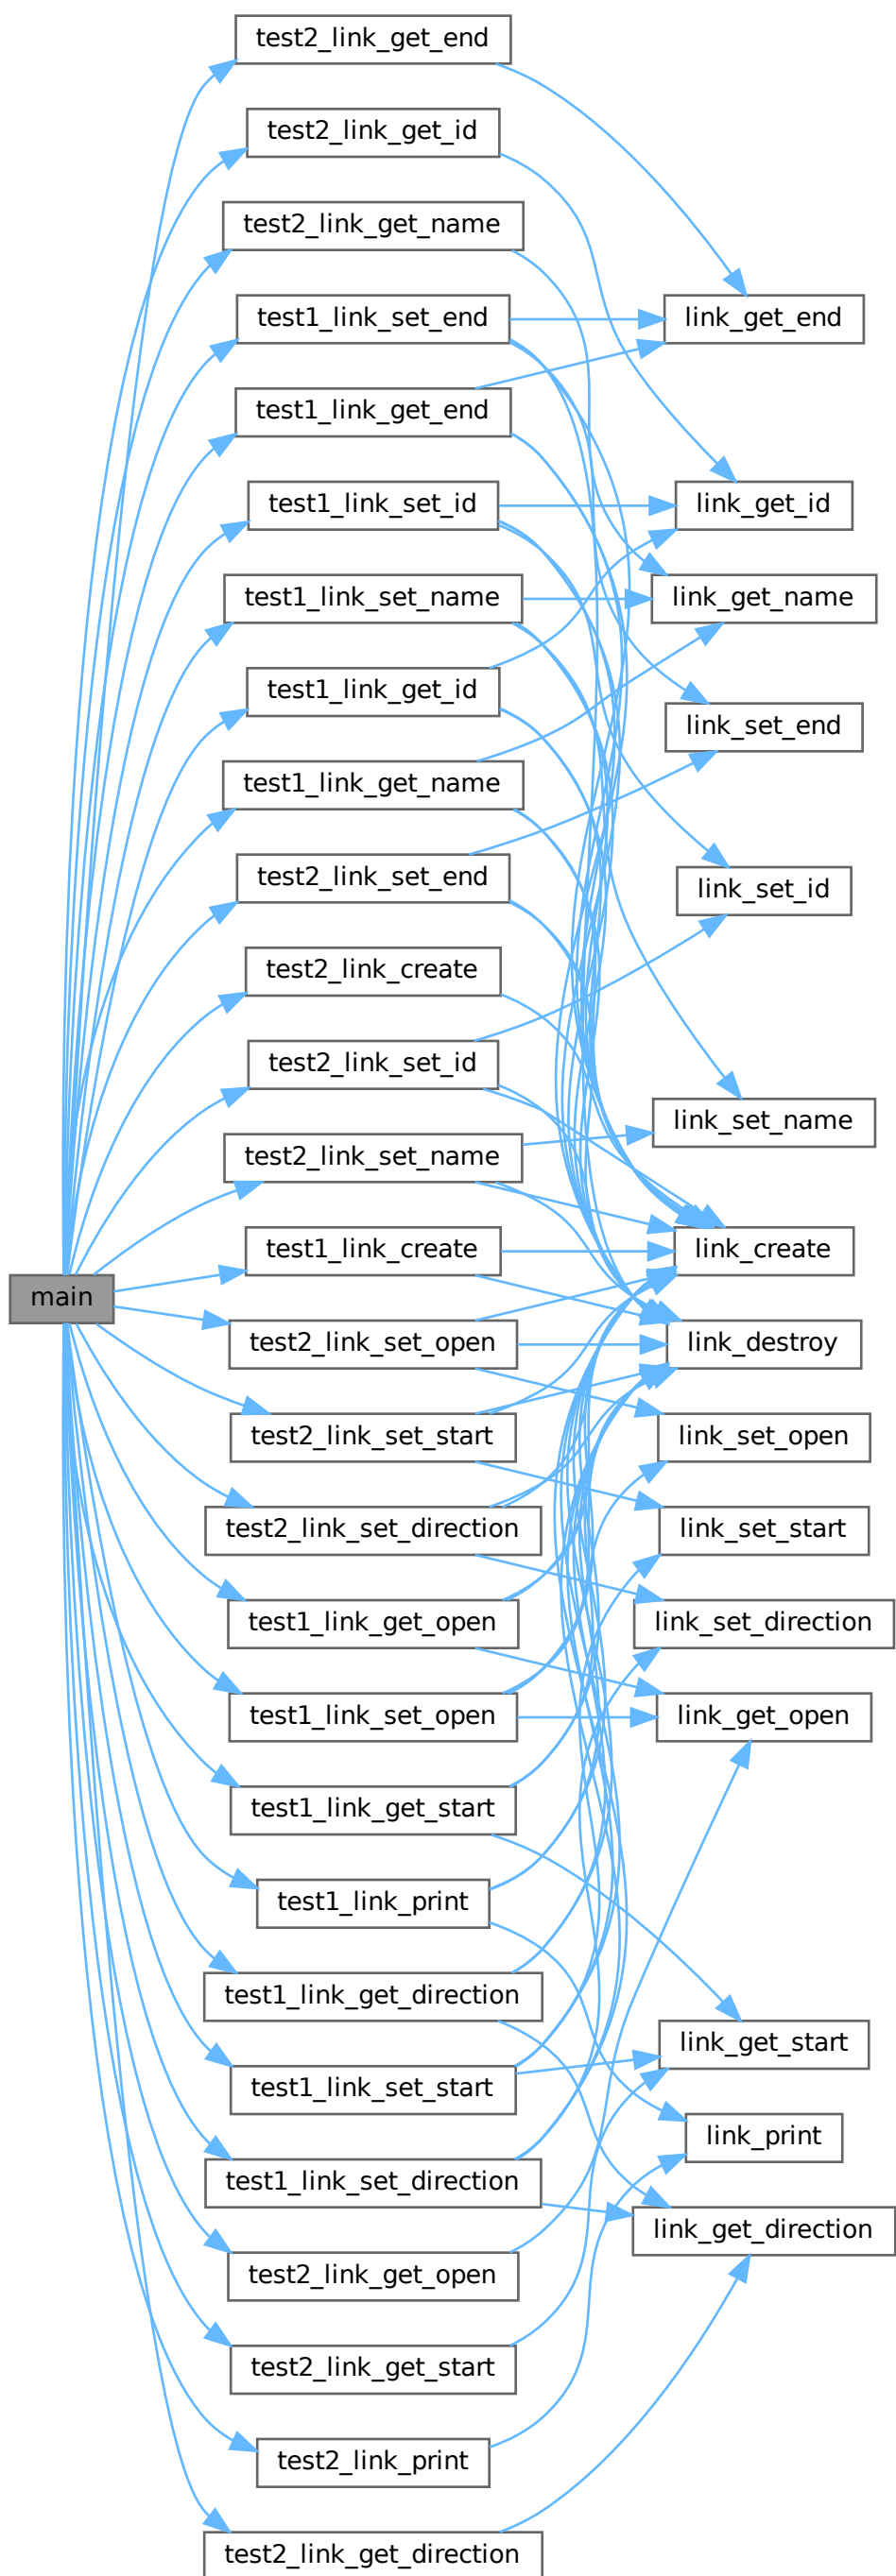 main
test2_link_get_end
test2_link_get_id
test2_link_get_name
test1_link_set_end
test1_link_get_end
test1_link_set_id
test1_link_set_name
test1_link_get_id
test1_link_get_name
test2_link_set_end
test2_link_create
test2_link_set_id
test2_link_set_name
test1_link_create
test2_link_set_open
test2_link_set_start
test2_link_set_direction
test1_link_get_open
test1_link_set_open
test1_link_get_start
test1_link_print
test1_link_get_direction
test1_link_set_start
test1_link_set_direction
test2_link_get_open
test2_link_get_start
test2_link_print
test2_link_get_direction
link_get_end
link_get_id
link_get_name
link_set_end
link_set_id
link_set_name
link_create
link_destroy
link_set_open
link_set_start
link_set_direction
link_get_open
link_get_start
link_print
link_get_direction